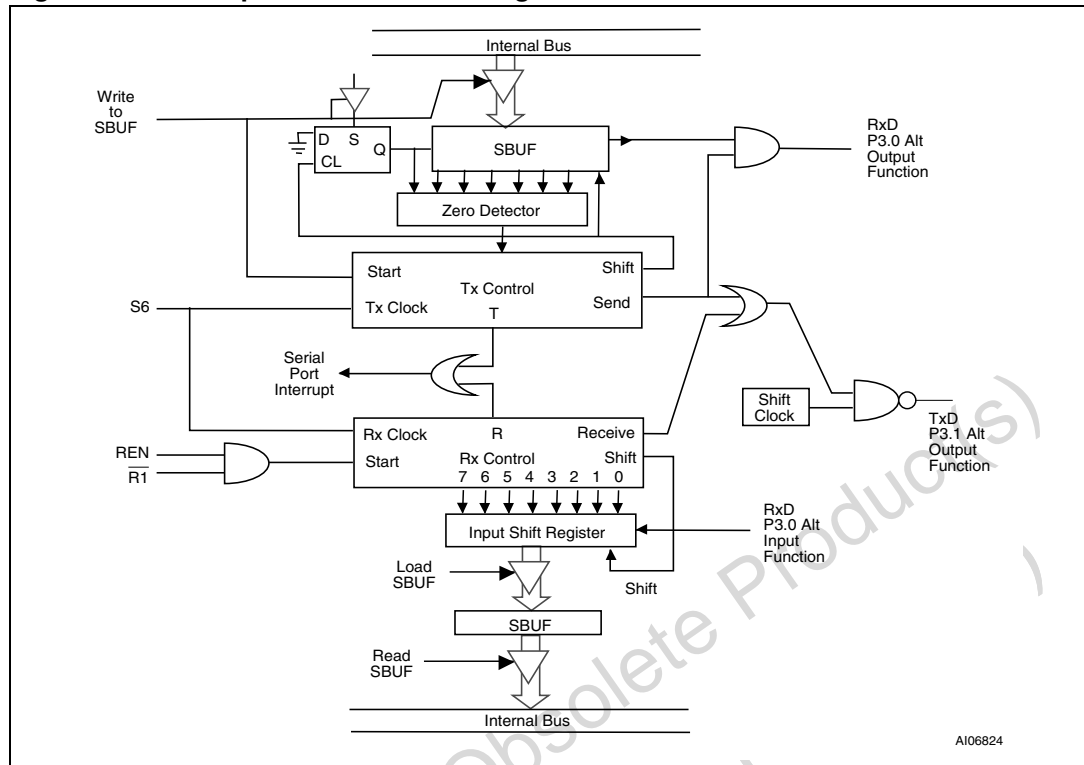 Internal Bus
Write
to
SBUF
D S
Q
CL
SBUF
RxD
P3.0 Alt
Output
Function
Zero Detector
Start
Shift
Tx Control
S6
Tx Clock
Send
T
Serial
Port
Interrupt
Shift
Clock
TxD
P3.1 Alt
Output
Function
Rx Clock
R
Receive
REN
R1
Start
Rx Control
Shift
7 6 5 4 3 2 1 0
Input Shift Register
RxD
P3.0 Alt
Input
Function
Load
SBUF
Shift
SBUF
Read
SBUF
Internal Bus
Obsolete Product(s)
)
AI06824